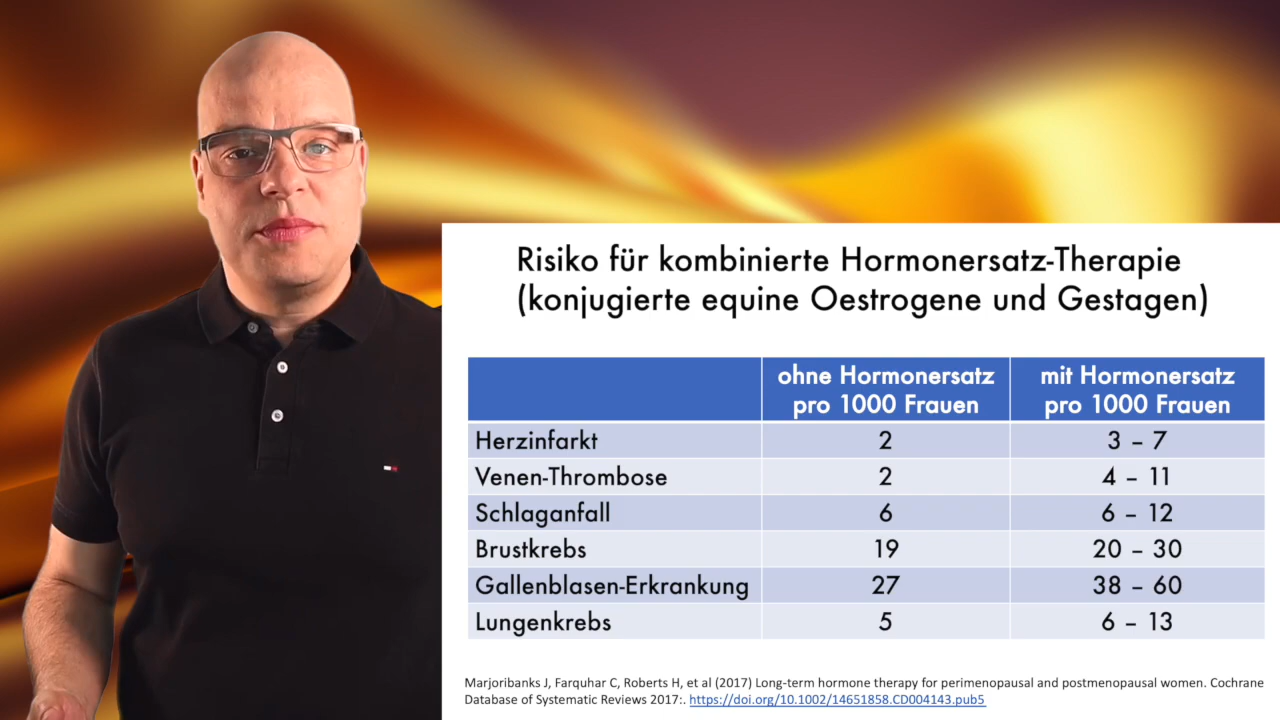 Risiko für kombinierte Hormonersatz-Therapie
(konjugierte equine Oestrogene und Gestagen)
ohne Hormonersatz pro 1000 Frauen
mit Hormonersatz pro 1000 Frauen
Herzinfarkt 2 3 – 7
Venen-Thrombose 2 4 – 11
Schlaganfall 6 6 – 12
Brustkrebs 19 20 – 30
Gallenblasen-Erkrankung 27 38 – 60
Lungenkrebs 5 6 – 13
Marjoribanks J, Farquhar C, Roberts H, et al (2017) Long-term hormone therapy for perimenopausal and postmenopausal women. Cochrane
Database of Systematic Reviews 2017:. https://doi.org/10.1002/14651858.CD004143.pub5